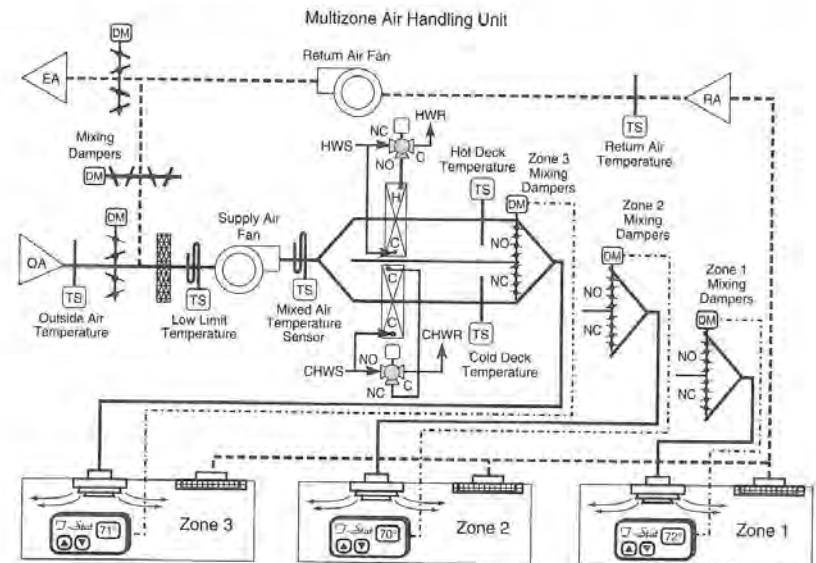 Multizone Air Handling Unit
DM
EA
Return Air Fan
RA
TS
Return Air
Temperature
Mixing
Dampers
DM
HWR
NC
HWS
C
NO
Hot Deck
Temperature
TS
Zone 3
Mixing
Dampers
DM
Zone 2
Mixing
Dampers
DM
Zone 1
Mixing
Dampers
DM
DM
Supply Air
Fan
H
C
NO
NC
NO
NC
NO
NC
OA
TS
Outside Air
Temperature
TS
Low Limit
Temperature
TS
Mixed Air
Temperature
Sensor
C
C
TS
Cold Deck
Temperature
NO
CHWR
CHWS
NC
C
Zone 3
T-Stat
71°
Zone 2
T-Stat
70°
Zone 1
T-Stat
72°